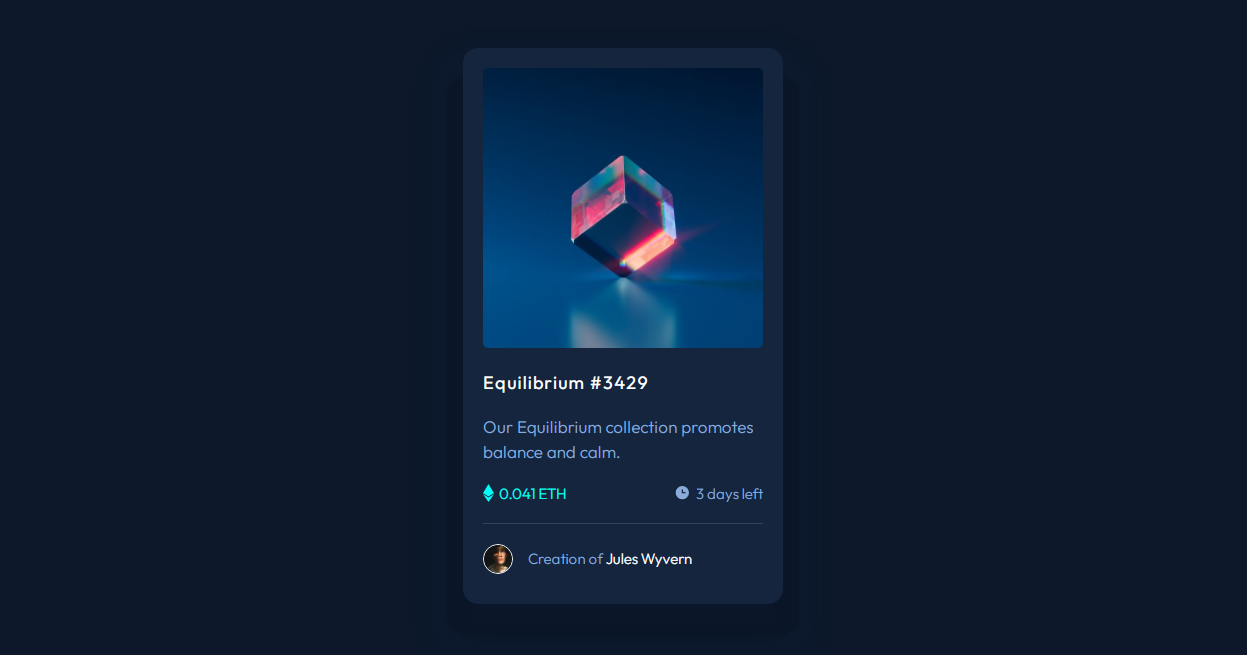 Equilibrium #3429
Our Equilibrium collection promotes
balance and calm.
0.041 ETH
3 days left
Creation of Jules Wyvern